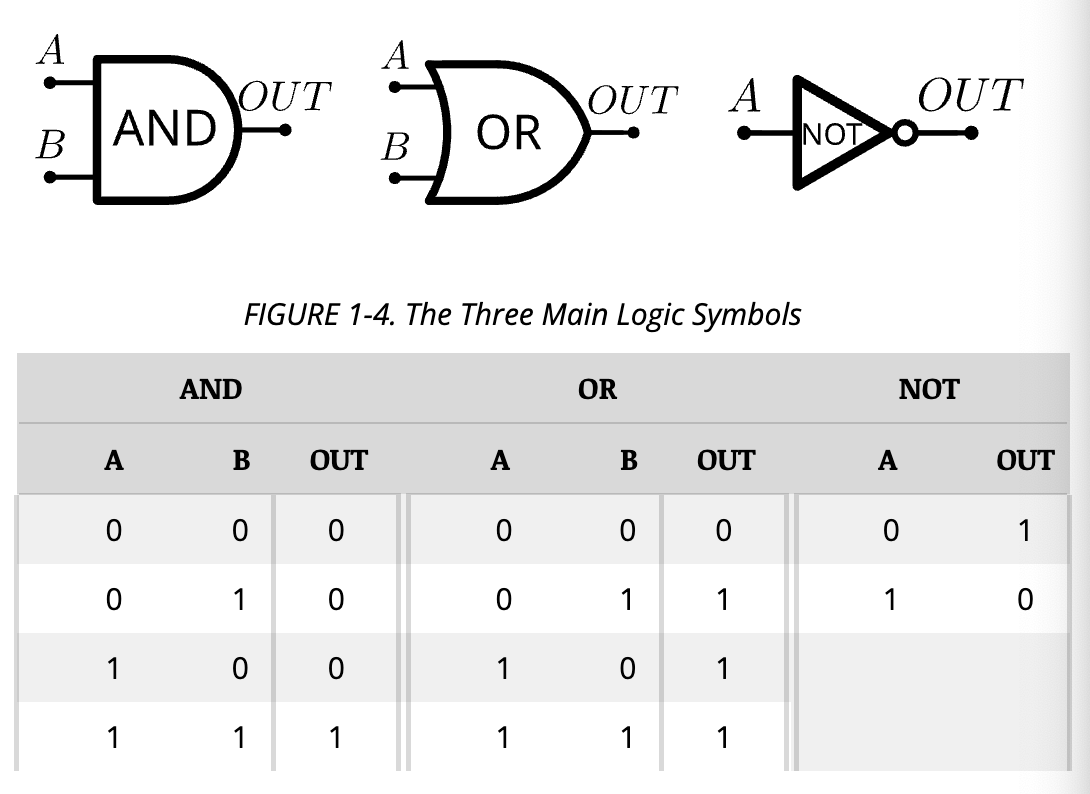 A OUT A OUT A OUT
AND OR NOT
B B
FIGURE 1-4. The Three Main Logic Symbols
AND OR NOT
A B OUT A B OUT A OUT
0 0 0 0 0 0 0 1
0 1 0 0 1 1 1 0
1 0 0 1 0 1
1 1 1 1 1 1